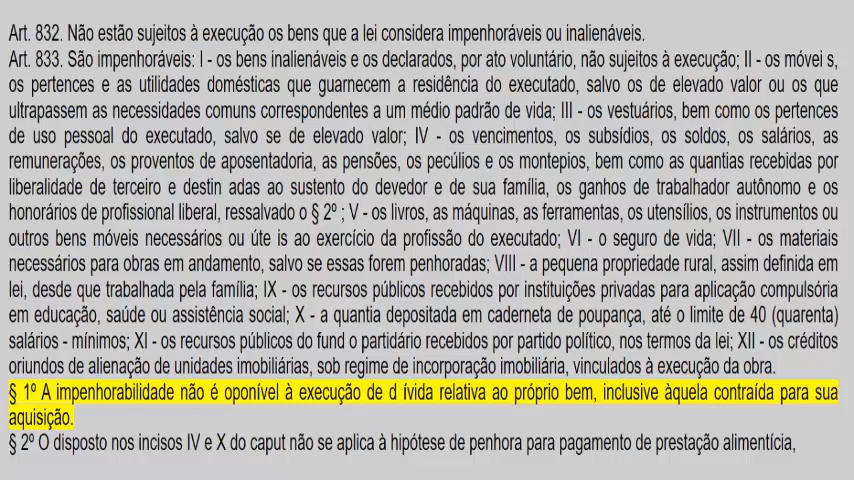 Art. 832. Não estão sujeitos à execução os bens que a lei considera impenhoráveis ou inalienáveis.
Art. 833. São impenhoráveis: I - os bens inalienáveis e os declarados, por ato voluntário, não sujeitos à execução; II - os móvei s,
os pertences e as utilidades domésticas que guarnecem a residência do executado, salvo os de elevado valor ou os que
ultrapassem as necessidades comuns correspondentes a um médio padrão de vida; III - os vestuários, bem como os pertences
de uso pessoal do executado, salvo se de elevado valor; IV - os vencimentos, os subsídios, os soldos, os salários, as
remunerações, os proventos de aposentadoria, as pensões, os pecúlios e os montepios, bem como as quantias recebidas por
liberalidade de terceiro e destin adas ao sustento do devedor e de sua família, os ganhos de trabalhador autônomo e os
honorários de profissional liberal, ressalvado o § 2º ; V - os livros, as máquinas, as ferramentas, os utensílios, os instrumentos ou
outros bens móveis necessários ou úte is ao exercício da profissão do executado; VI - o seguro de vida; VII - os materiais
necessários para obras em andamento, salvo se essas forem penhoradas; VIII - a pequena propriedade rural, assim definida em
lei, desde que trabalhada pela família; IX - os recursos públicos recebidos por instituições privadas para aplicação compulsória
em educação, saúde ou assistência social; X - a quantia depositada em caderneta de poupança, até o limite de 40 (quarenta)
salários - mínimos; XI - os recursos públicos do fund o partidário recebidos por partido político, nos termos da lei; XII - os créditos
oriundos de alienação de unidades imobiliárias, sob regime de incorporação imobiliária, vinculados à execução da obra.
§ 1º A impenhorabilidade não é oponível à execução de d ívida relativa ao próprio bem, inclusive àquela contraída para sua
aquisição.
§ 2º O disposto nos incisos IV e X do caput não se aplica à hipótese de penhora para pagamento de prestação alimentícia,